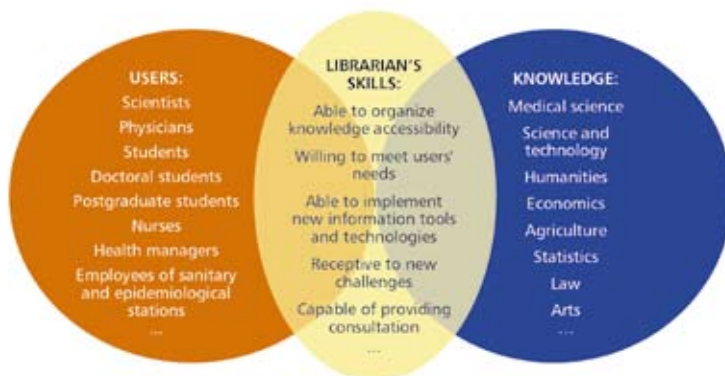 USERS:
Scientists
Physicians
Students
Doctoral students
Postgraduate students
Nurses
Health managers
Employees of sanitary
and epidemiological
stations
...
LIBRARIAN'S
SKILLS:
Able to organize
knowledge accessibility
Willing to meet users'
needs
Able to implement
new information tools
and technologies
Receptive to new
challenges
Capable of providing
consultation
...
KNOWLEDGE:
Medical science
Science and
technology
Humanities
Economics
Agriculture
Statistics
Law
Arts
...